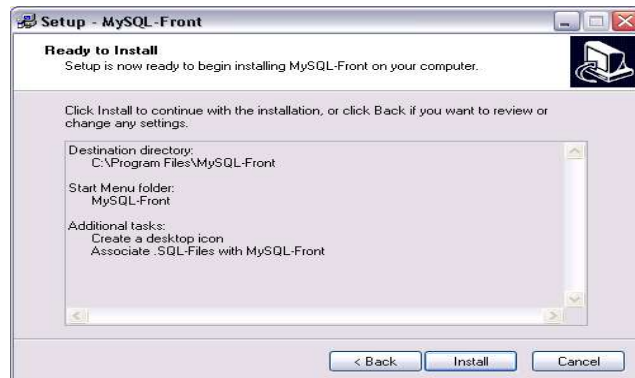 Setup - MySQL-Front
Ready to Install
Setup is now ready to begin installing MySQL-Front on your computer.
Click Install to continue with the installation, or click Back if you want to review or
change any settings.
Destination directory:
C:\Program Files\MySQL-Front
Start Menu folder:
MySQL-Front
Additional tasks:
Create a desktop icon
Associate .SQL-Files with MySQL-Front
< Back
Install
Cancel